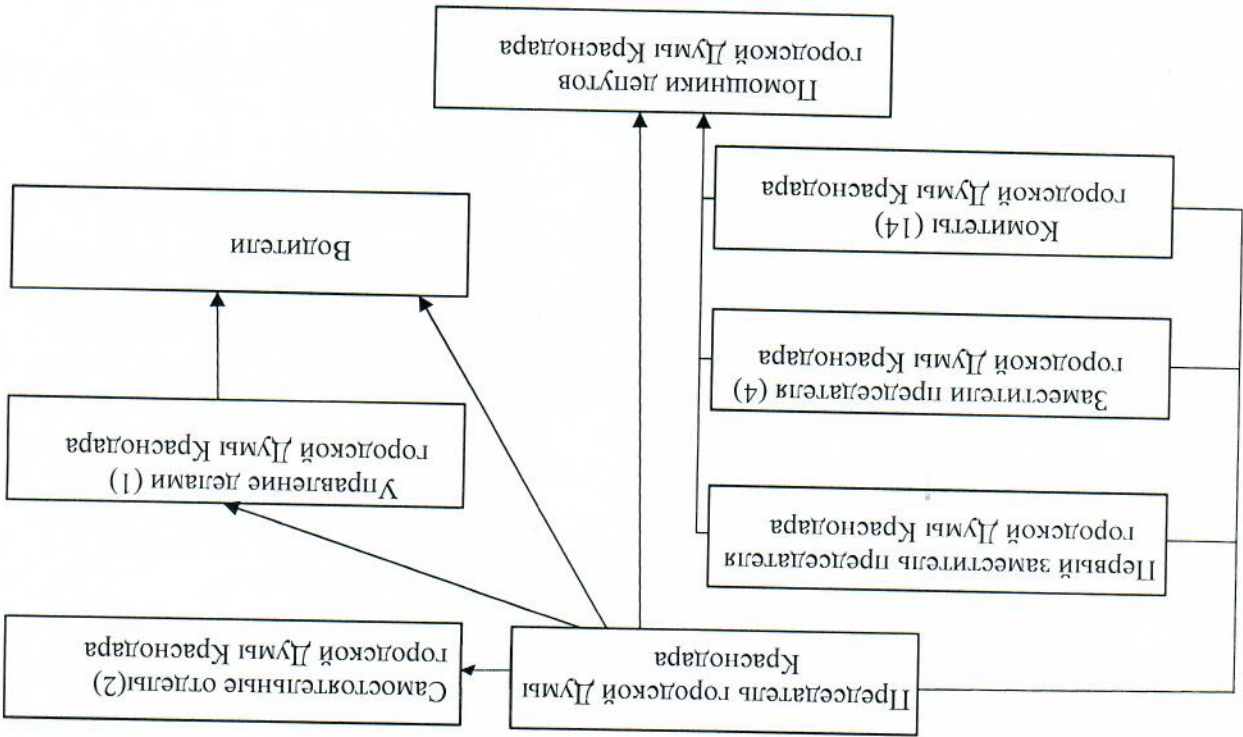 Председатель городской Думы
Краснодара
Самостоятельные отделы(2)
городской Думы Краснодара
Первый заместитель председателя
городской Думы Краснодара
Управление делами (1)
городской Думы Краснодара
Заместители председателя (4)
городской Думы Краснодара
Комитеты (14)
городской Думы Краснодара
Водители
Помощники депутов
городской Думы Краснодара